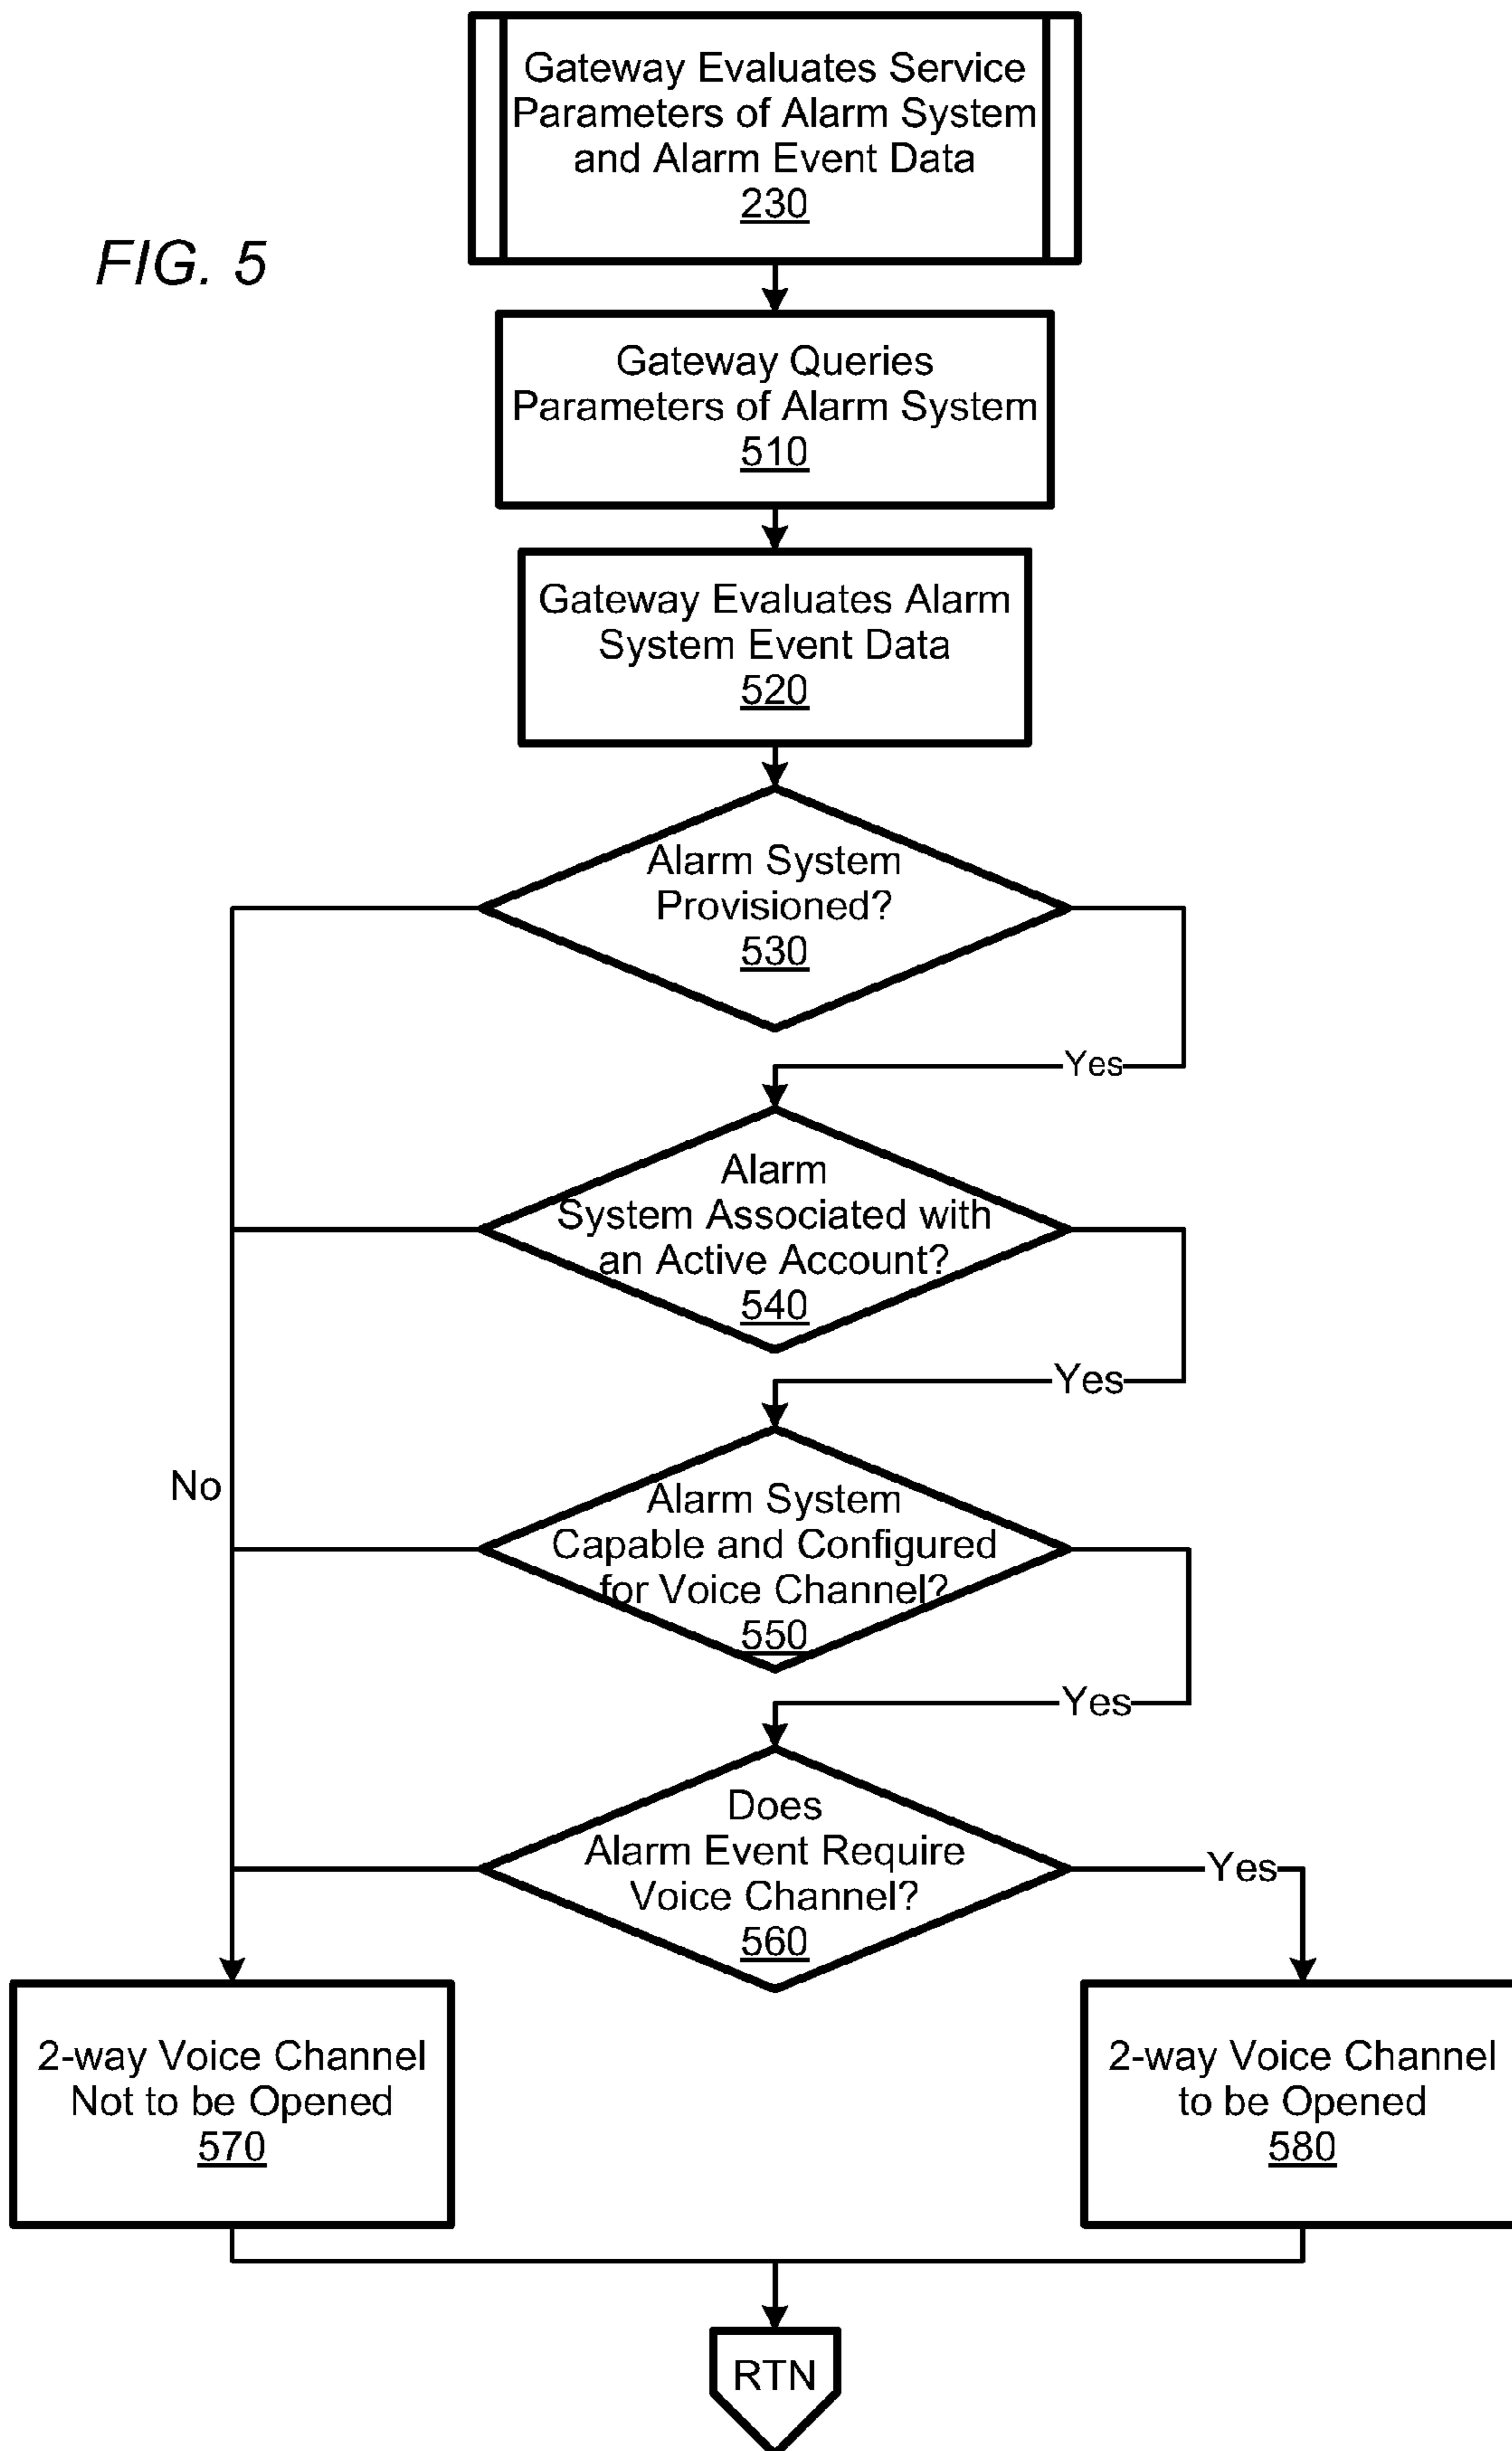 Gateway Evaluates Service
Parameters of Alarm System
and Alarm Event Data
230
FIG. 5
Gateway Queries
Parameters of Alarm System
510
Gateway Evaluates Alarm
System Event Data
520
Alarm System
Provisioned?
530
Yes
Alarm
System Associated with
an Active Account?
540
Yes
No
Alarm System
Capable and Configured
for Voice Channel?
550
Yes
Does
Alarm Event Require
Voice Channel?
560
Yes
2-way Voice Channel
Not to be Opened
570
2-way Voice Channel
to be Opened
580
RTN